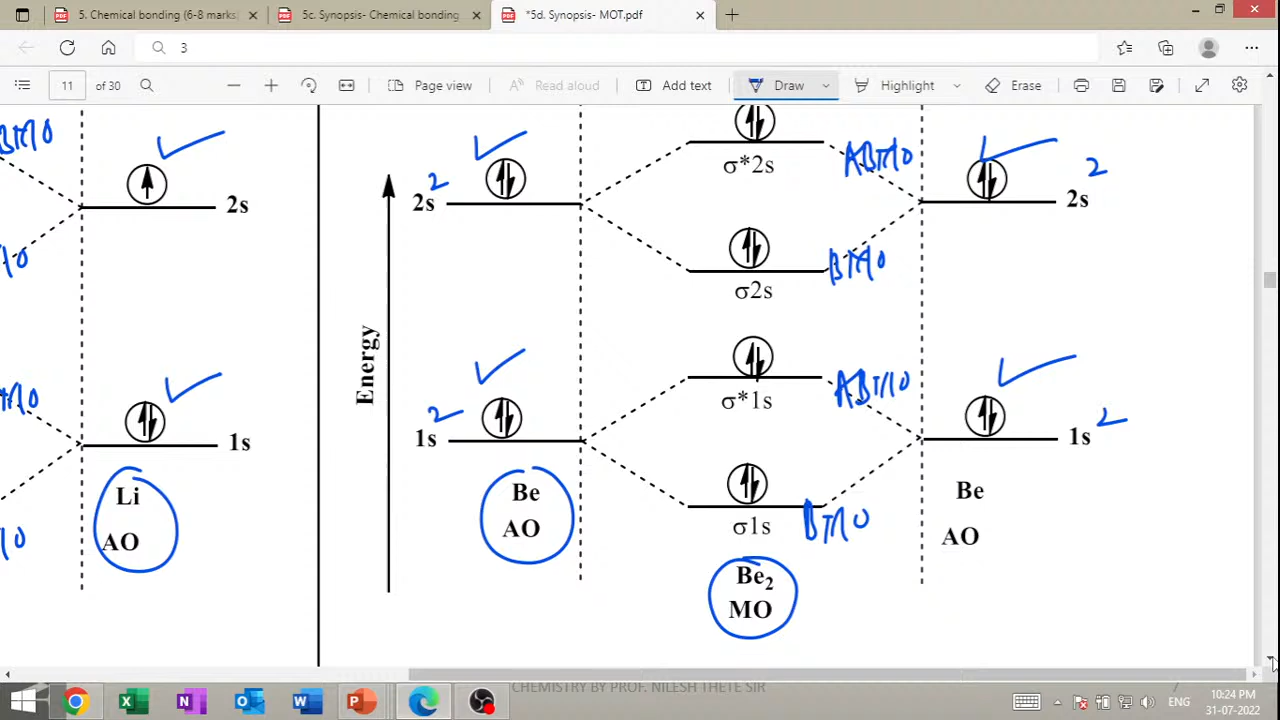 5. Chemical bonding (6-8 marks)
5c. Synopsis- Chemical bonding
*5d. Synopsis- MOT.pdf
3
11 of 30
Page view
Read aloud
Add text
Draw
Highlight
Erase
BMO
2s
2s 2
σ*2s
ABMO
2s 2
σ2s
BMO
Energy
1s
1s 2
σ*1s
ABMO
1s 2
σ1s
BMO
Li
AO
Be
AO
Be2
MO
Be
AO
CHEMISTRY BY PROF. NILESH THETE SIR
ENG
10:24 PM
31-07-2022